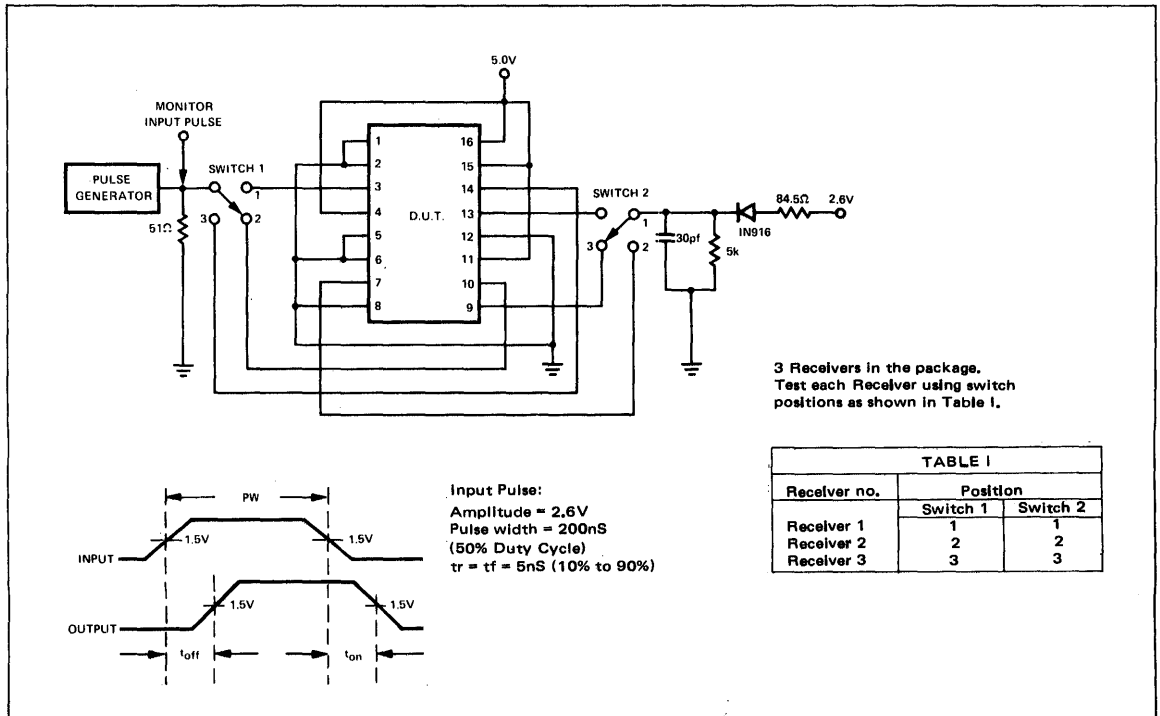 5.0V
MONITOR
INPUT PULSE
PULSE
GENERATOR
51Ω
SWITCH 1
1
2
3
D.U.T.
1
2
3
4
5
6
7
8
16
15
14
13
12
11
10
9
SWITCH 2
1
2
3
30pf
5k
IN916
84.5Ω
2.6V
3 Receivers in the package.
Test each Receiver using switch
positions as shown in Table I.
TABLE I
Receiver no. Position
Switch 1 Switch 2
Receiver 1 1 1
Receiver 2 2 2
Receiver 3 3 3
PW
INPUT
1.5V
1.5V
OUTPUT
1.5V
1.5V
toff
ton
Input Pulse:
Amplitude = 2.6V
Pulse width = 200nS
(50% Duty Cycle)
tr = tf = 5nS (10% to 90%)